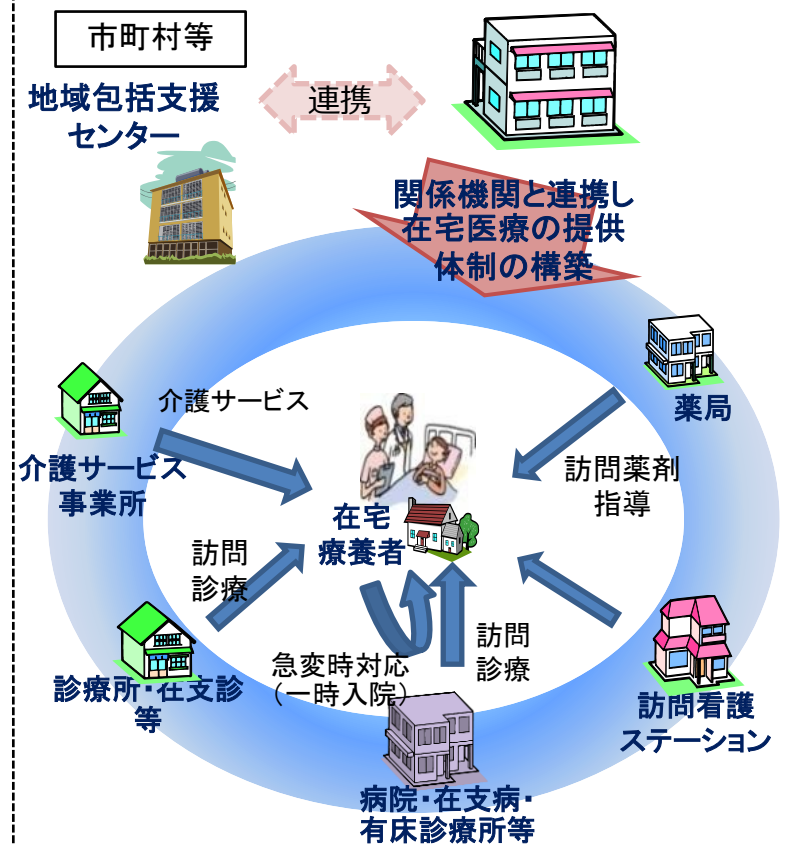 市町村等
地域包括支援
センター
連携
関係機関と連携し
在宅医療の提供
体制の構築
薬局
介護サービス
介護サービス
事業所
訪問薬剤
指導
在宅
療養者
訪問
診療
急変時対応
（一時入院）
訪問
診療
診療所・在支診
等
訪問看護
ステーション
病院・在支病・
有床診療所等